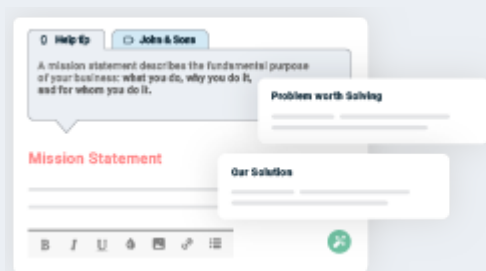 Help tip
John & Sons
A mission statement describes the fundamental purpose
of your business: what you do, why you do it,
and for whom you do it.
Problem worth Solving
Mission Statement
Our Solution
B I U